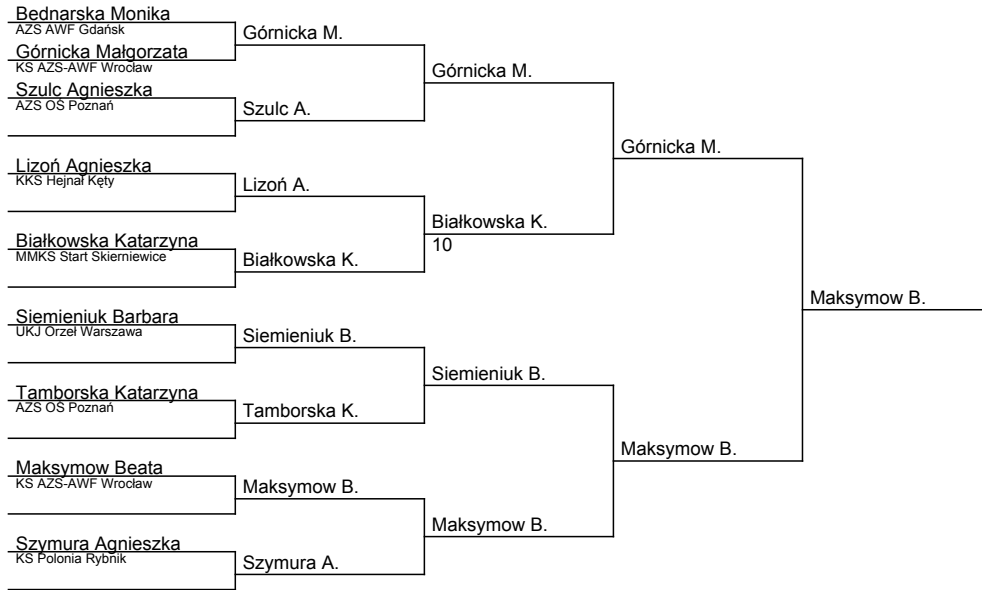 Bednarska Monika
AZS AWF Gdańsk
Górnicka Małgorzata
KS AZS-AWF Wrocław
Szulc Agnieszka
AZS OŚ Poznań
Lizoń Agnieszka
KKS Hejnał Kęty
Białkowska Katarzyna
MMKS Start Skierniewice
Siemieniuk Barbara
UKJ Orzeł Warszawa
Tamborska Katarzyna
AZS OŚ Poznań
Maksymow Beata
KS AZS-AWF Wrocław
Szymura Agnieszka
KS Polonia Rybnik
Górnicka M.
Szulc A.
Lizoń A.
Białkowska K.
Siemieniuk B.
Tamborska K.
Maksymow B.
Szymura A.
Górnicka M.
Białkowska K.
10
Siemieniuk B.
Maksymow B.
Górnicka M.
Maksymow B.
Maksymow B.